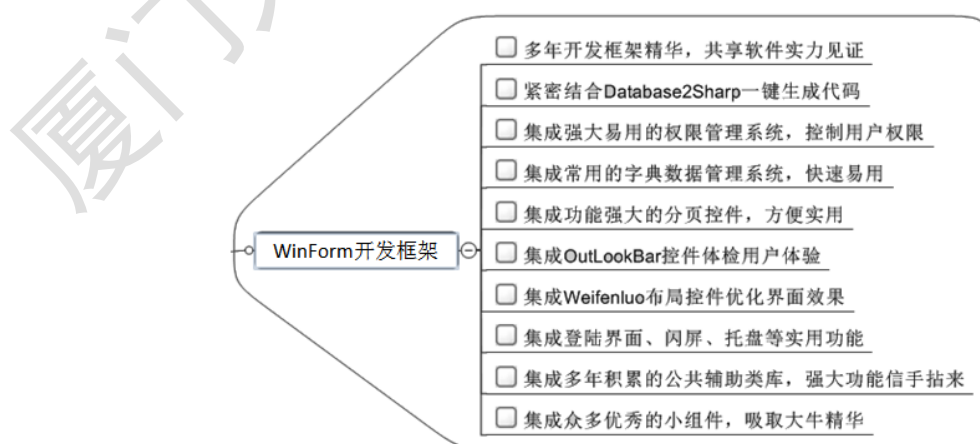 厦门
多年开发框架精华，共享软件实力见证
紧密结合Database2Sharp一键生成代码
集成强大易用的权限管理系统，控制用户权限
集成常用的字典数据管理系统，快速易用
集成功能强大的分页控件，方便实用
WinForm开发框架
集成OutLookBar控件体检用户体验
集成Weifenluo布局控件优化界面效果
集成登陆界面、闪屏、托盘等实用功能
集成多年积累的公共辅助类库，强大功能信手拈来
集成众多优秀的小组件，吸取大牛精华